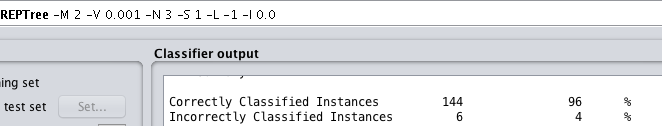 REPTree -M 2 -V 0.001 -N 3 -S 1 -L -1 -I 0.0
Classifier output
ning set
test set Set...
Correctly Classified Instances 144 96 %
Incorrectly Classified Instances 6 4 %